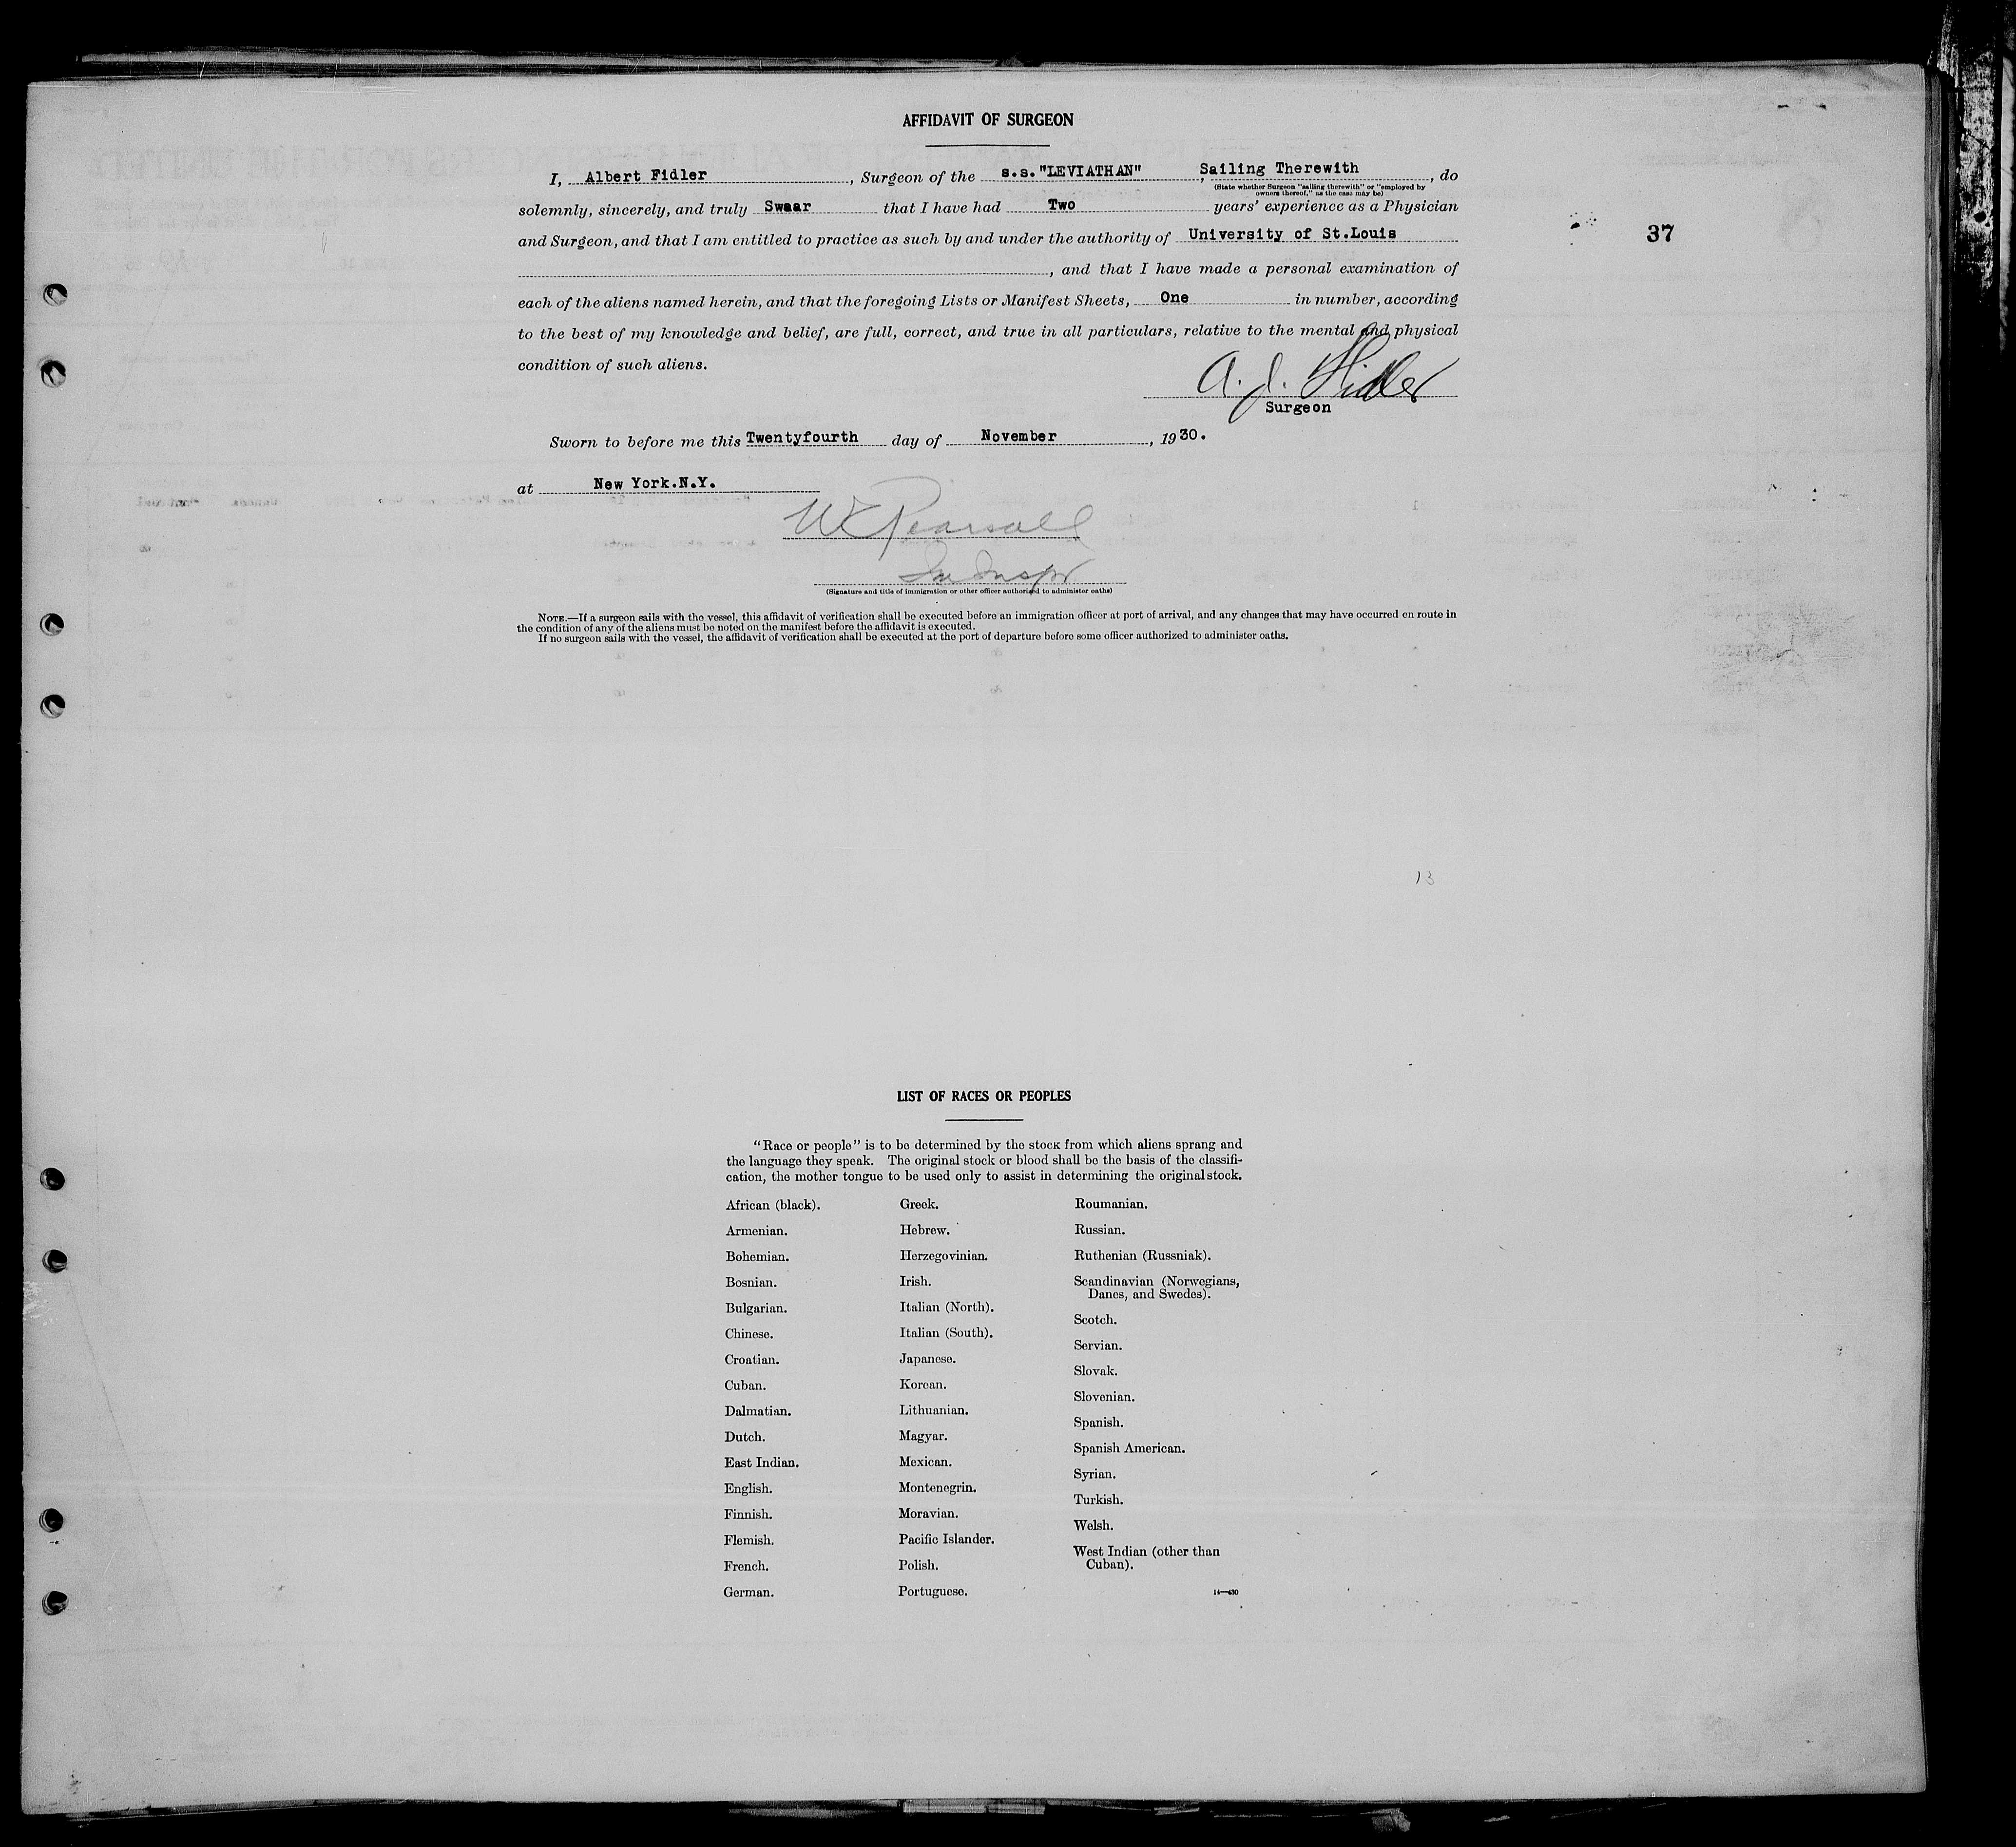 AFFIDAVIT OF SURGEON
I, Albert Fidler, Surgeon of the s.s."LEVIATHAN", Sailing Therewith, do
(State whether Surgeon "sailing therewith" or "employed by
owners thereof," as the case may be)
solemnly, sincerely, and truly Swaar that I have had Two years' experience as a Physician
37
and Surgeon, and that I am entitled to practice as such by and under the authority of University of St.Louis
, and that I have made a personal examination of
each of the aliens named herein, and that the foregoing Lists or Manifest Sheets, One in number, according
to the best of my knowledge and belief, are full, correct, and true in all particulars, relative to the mental and physical
condition of such aliens.
A. J. Fidler
Surgeon
Sworn to before me this Twentyfourth day of November, 1930.
at New York.N.Y.
W Pearsall
Im Inspr
(Signature and title of immigration or other officer authorized to administer oaths)
NOTE.—If a surgeon sails with the vessel, this affidavit of verification shall be executed before an immigration officer at port of arrival, and any changes that may have occurred en route in
the condition of any of the aliens must be noted on the manifest before the affidavit is executed.
If no surgeon sails with the vessel, the affidavit of verification shall be executed at the port of departure before some officer authorized to administer oaths.
13
LIST OF RACES OR PEOPLES
"Race or people" is to be determined by the stock from which aliens sprang and
the language they speak. The original stock or blood shall be the basis of the classifi-
cation, the mother tongue to be used only to assist in determining the original stock.
African (black).
Armenian.
Bohemian.
Bosnian.
Bulgarian.
Chinese.
Croatian.
Cuban.
Dalmatian.
Dutch.
East Indian.
English.
Finnish.
Flemish.
French.
German.
Greek.
Hebrew.
Herzegovinian.
Irish.
Italian (North).
Italian (South).
Japanese.
Korean.
Lithuanian.
Magyar.
Mexican.
Montenegrin.
Moravian.
Pacific Islander.
Polish.
Portuguese.
Roumanian.
Russian.
Ruthenian (Russniak).
Scandinavian (Norwegians,
Danes, and Swedes).
Scotch.
Servian.
Slovak.
Slovenian.
Spanish.
Spanish American.
Syrian.
Turkish.
Welsh.
West Indian (other than
Cuban).
14—430